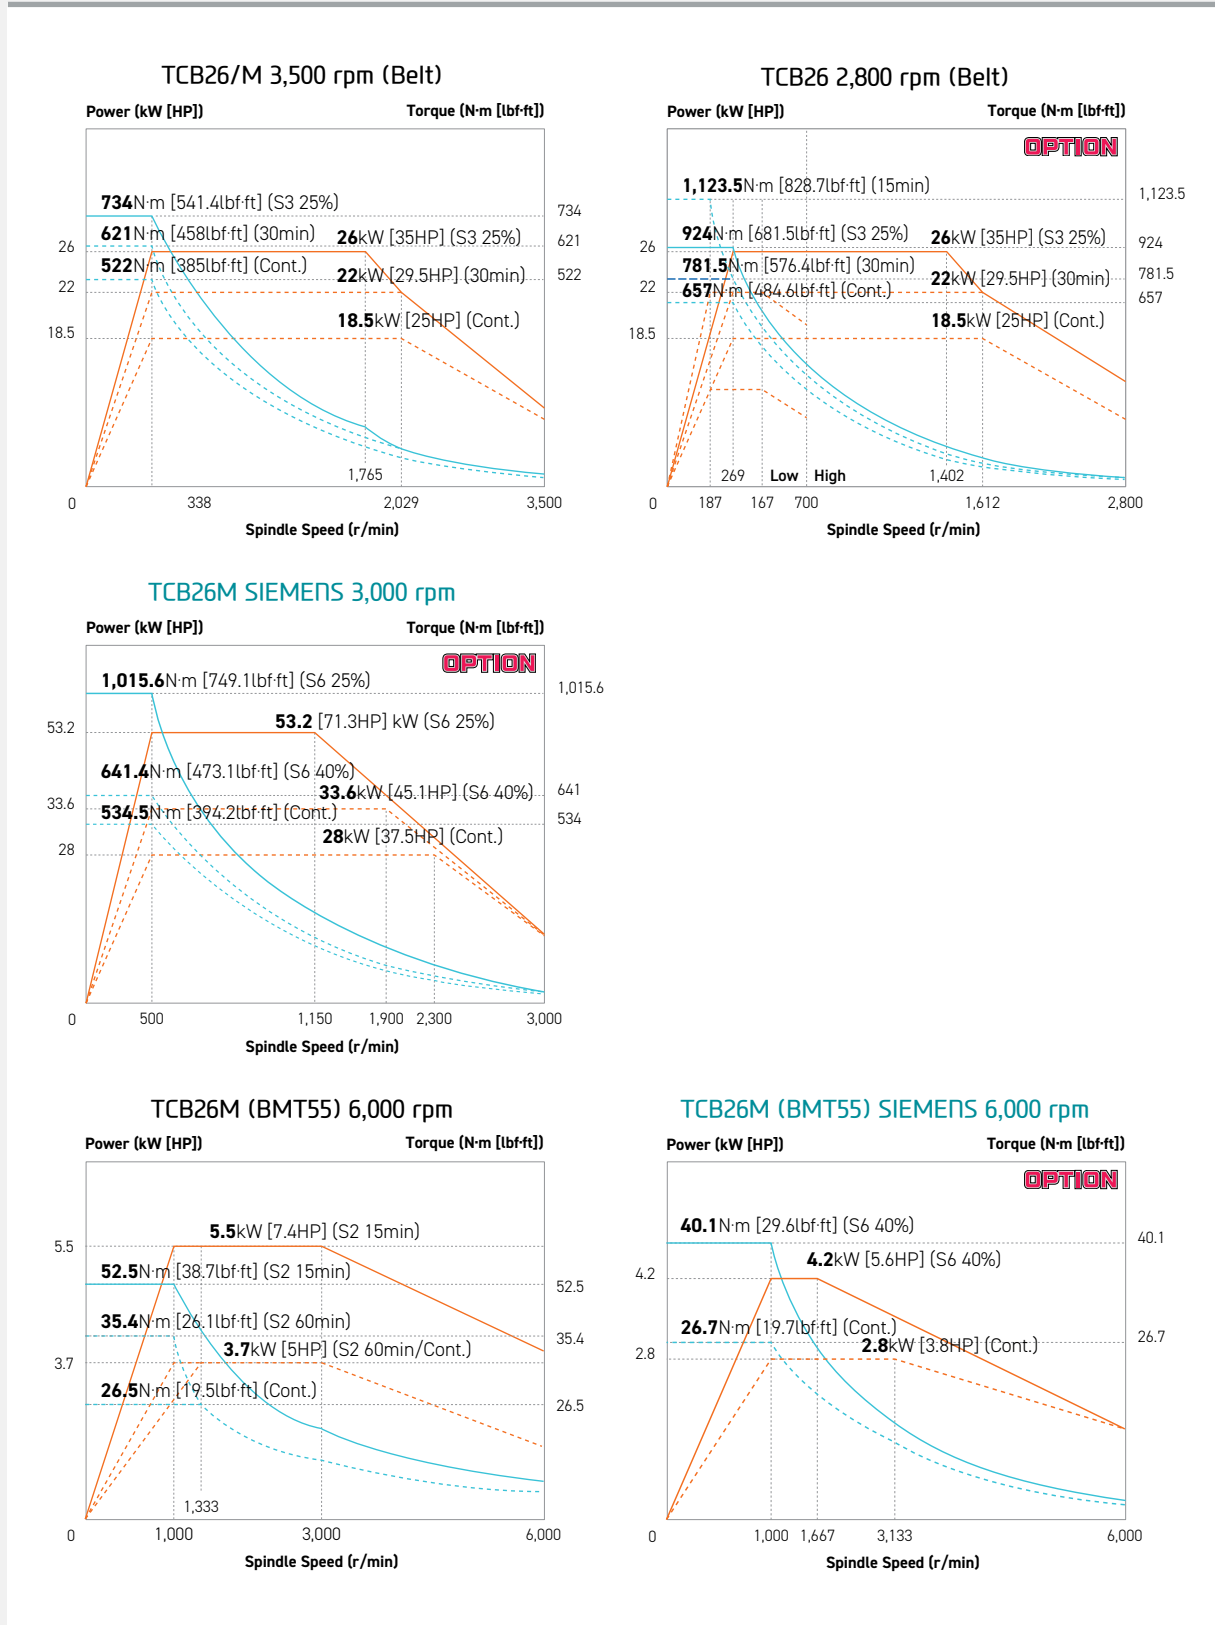 TCB26/M 3,500 rpm (Belt)
Power (kW [HP])
Torque (N·m [lbf·ft])
734N·m [541.4lbf·ft] (S3 25%)
621N·m [458lbf·ft] (30min)
26kW [35HP] (S3 25%)
522N·m [385lbf·ft] (Cont.)
22kW [29.5HP] (30min)
18.5kW [25HP] (Cont.)
26
22
18.5
734
621
522
1,765
0
338
2,029
3,500
Spindle Speed (r/min)
TCB26 2,800 rpm (Belt)
Power (kW [HP])
Torque (N·m [lbf·ft])
OPTION
1,123.5N·m [828.7lbf·ft] (15min)
924N·m [681.5lbf·ft] (S3 25%)
26kW [35HP] (S3 25%)
781.5N·m [576.4lbf·ft] (30min)
22kW [29.5HP] (30min)
657N·m [484.6lbf·ft] (Cont.)
18.5kW [25HP] (Cont.)
26
22
18.5
1,123.5
924
781.5
657
269
Low
High
1,402
0
187
167
700
1,612
2,800
Spindle Speed (r/min)
TCB26M SIEMENS 3,000 rpm
Power (kW [HP])
Torque (N·m [lbf·ft])
OPTION
1,015.6N·m [749.1lbf·ft] (S6 25%)
53.2 [71.3HP] kW (S6 25%)
641.4N·m [473.1lbf·ft] (S6 40%)
33.6kW [45.1HP] (S6 40%)
534.5N·m [394.2lbf·ft] (Cont.)
28kW [37.5HP] (Cont.)
53.2
33.6
28
1,015.6
641
534
0
500
1,150
1,900
2,300
3,000
Spindle Speed (r/min)
TCB26M (BMT55) 6,000 rpm
Power (kW [HP])
Torque (N·m [lbf·ft])
5.5kW [7.4HP] (S2 15min)
52.5N·m [38.7lbf·ft] (S2 15min)
35.4N·m [26.1lbf·ft] (S2 60min)
3.7kW [5HP] (S2 60min/Cont.)
26.5N·m [19.5lbf·ft] (Cont.)
5.5
3.7
52.5
35.4
26.5
1,333
0
1,000
3,000
6,000
Spindle Speed (r/min)
TCB26M (BMT55) SIEMENS 6,000 rpm
Power (kW [HP])
Torque (N·m [lbf·ft])
OPTION
40.1N·m [29.6lbf·ft] (S6 40%)
4.2kW [5.6HP] (S6 40%)
26.7N·m [19.7lbf·ft] (Cont.)
2.8kW [3.8HP] (Cont.)
4.2
2.8
40.1
26.7
0
1,000
1,667
3,133
6,000
Spindle Speed (r/min)